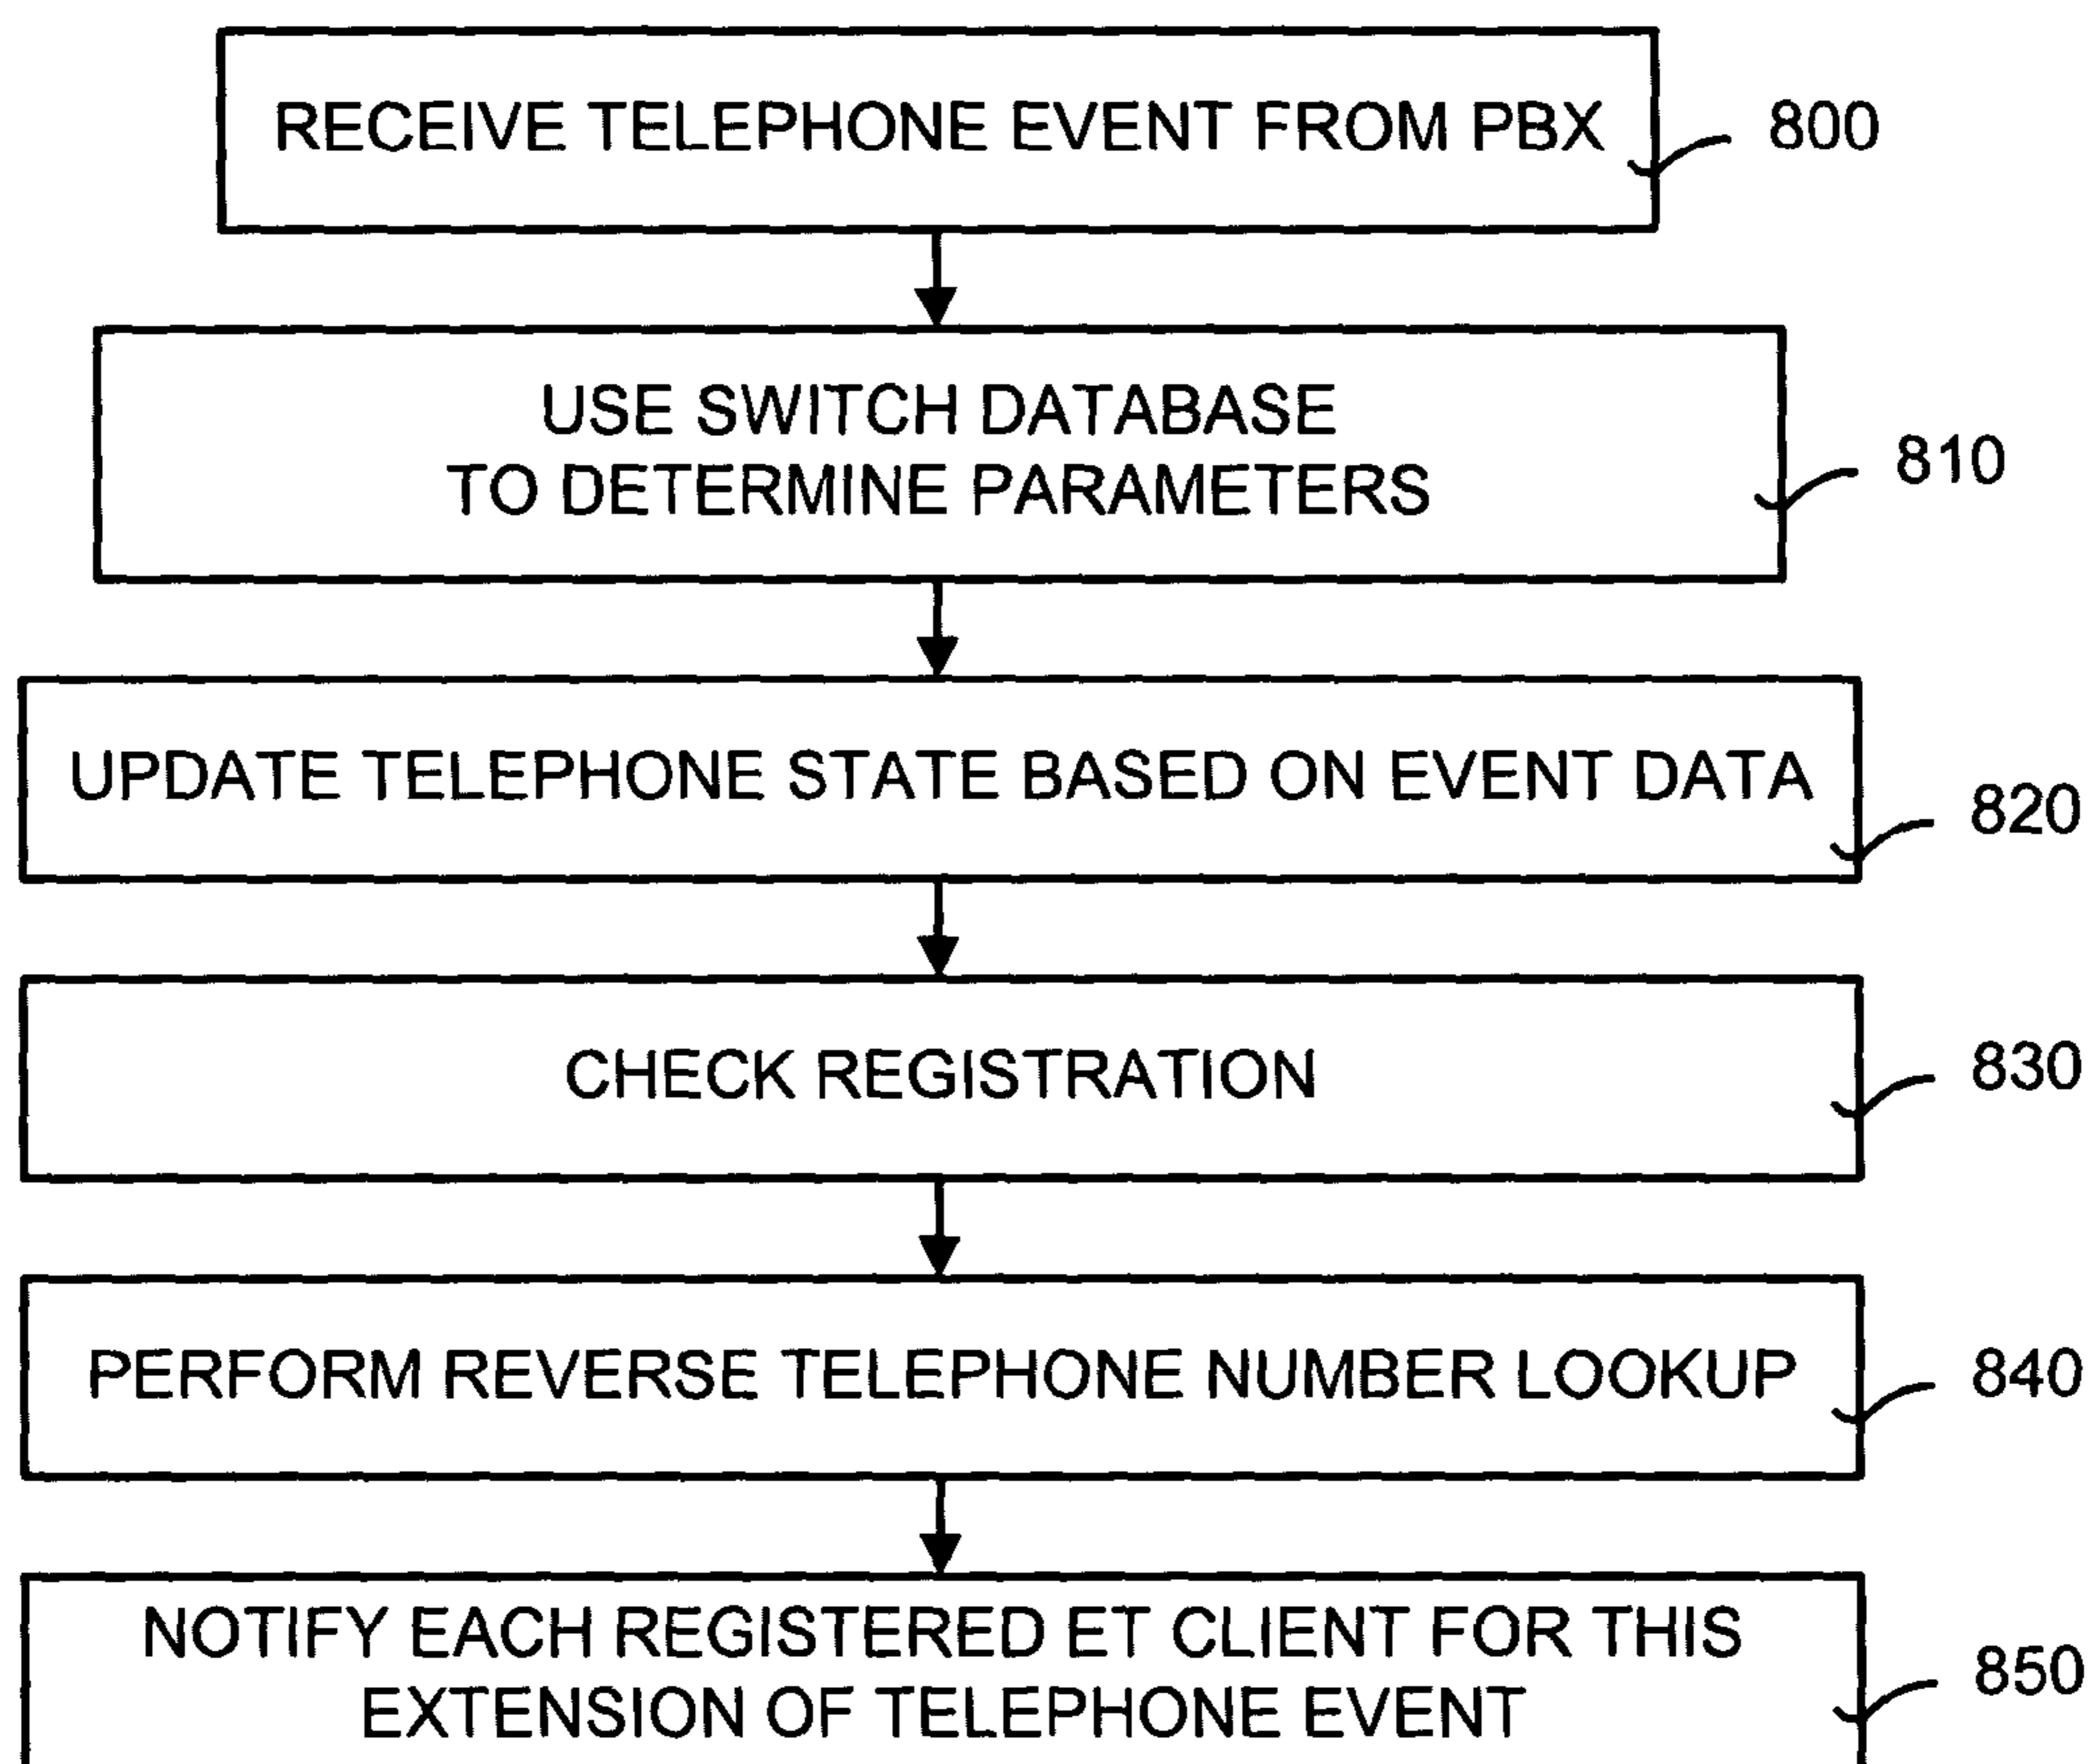 RECEIVE TELEPHONE EVENT FROM PBX
800
USE SWITCH DATABASE
TO DETERMINE PARAMETERS
810
UPDATE TELEPHONE STATE BASED ON EVENT DATA
820
CHECK REGISTRATION
830
PERFORM REVERSE TELEPHONE NUMBER LOOKUP
840
NOTIFY EACH REGISTERED ET CLIENT FOR THIS
EXTENSION OF TELEPHONE EVENT
850